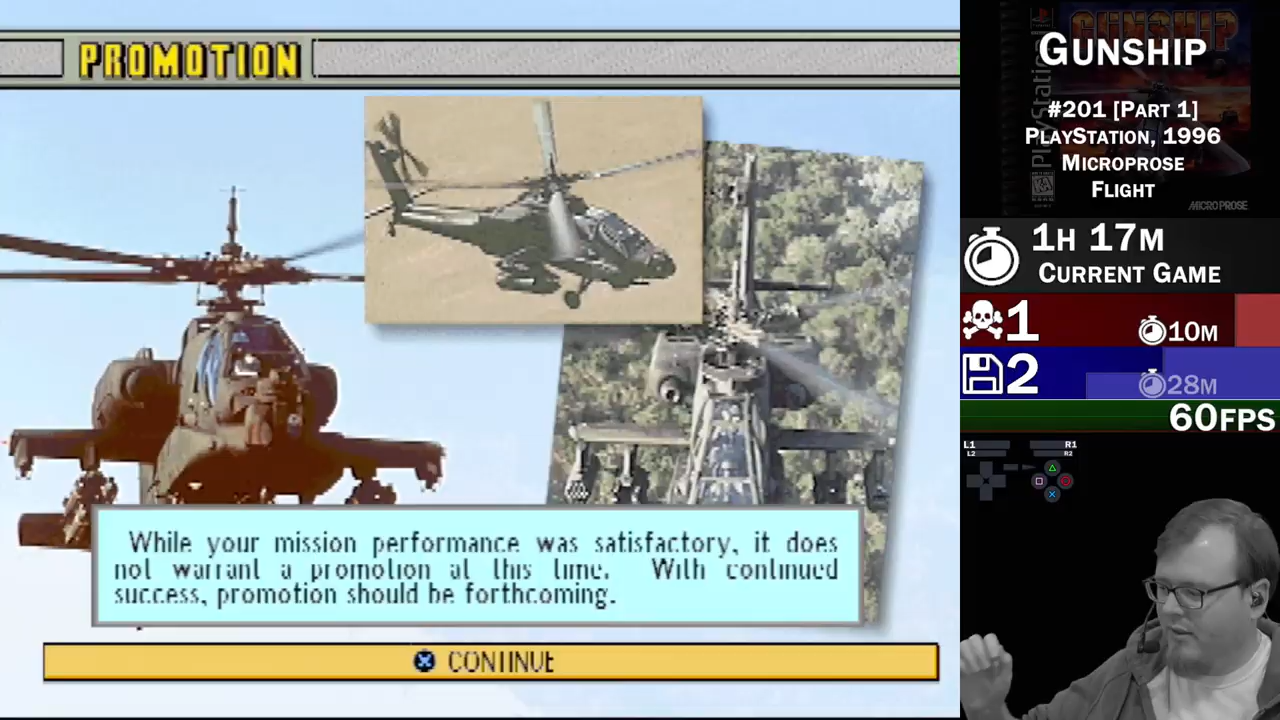 PROMOTION
While your mission performance was satisfactory, it does
not warrant a promotion at this time. With continued
success, promotion should be forthcoming.
CONTINUE
GUNSHIP
#201 [PART 1]
PLAYSTATION, 1996
MICROPROSE
FLIGHT
PlayStation
MICROPROSE
1H 17M
CURRENT GAME
1
10M
2
28M
60FPS
L1
R1
L2
R2